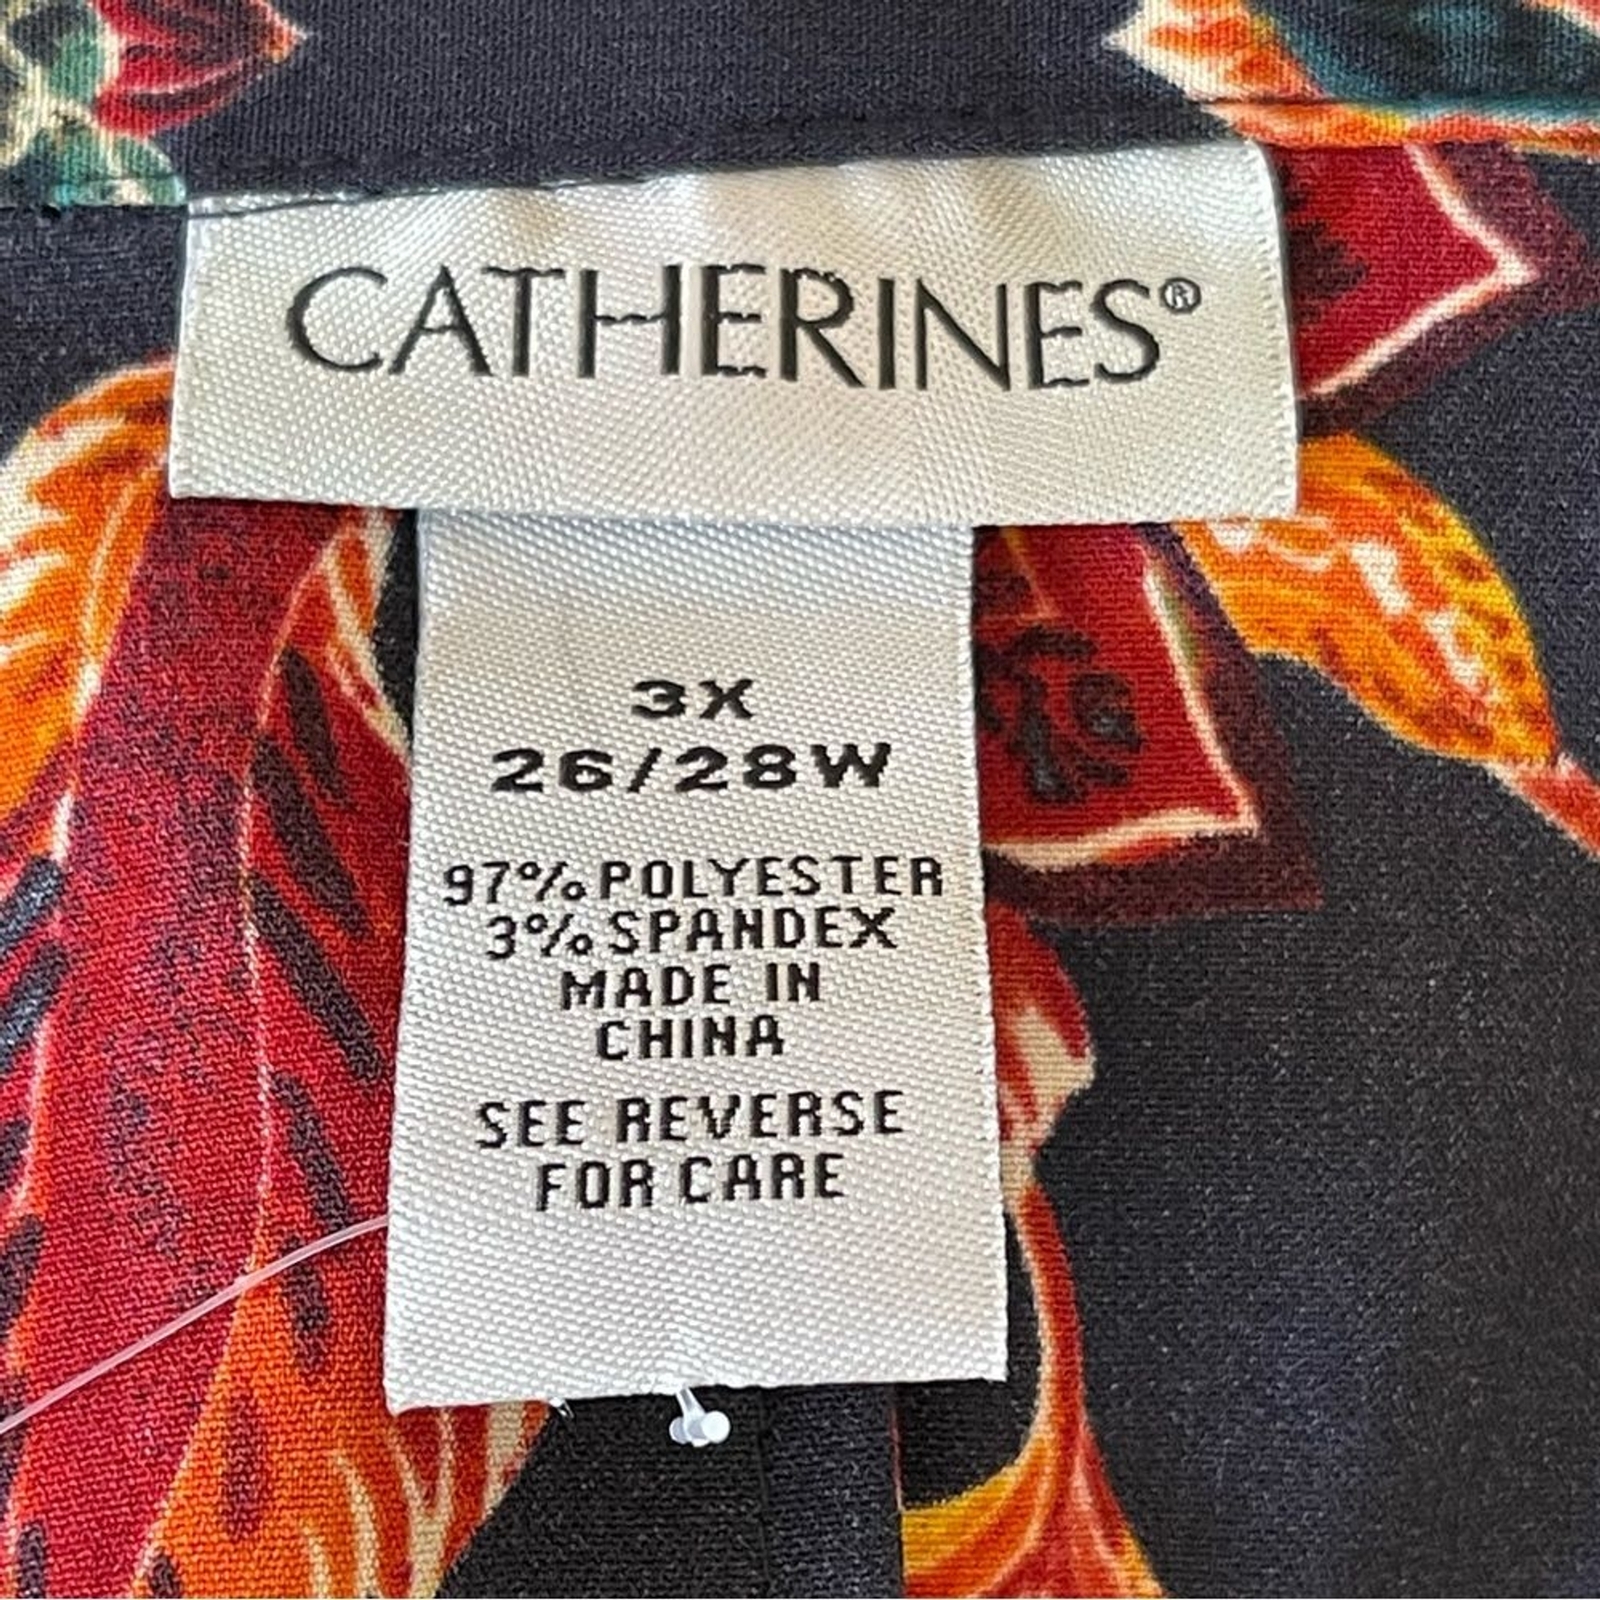 CATHERINES®
3X
26/28W
97% POLYESTER
3% SPANDEX
MADE IN
CHINA
SEE REVERSE
FOR CARE